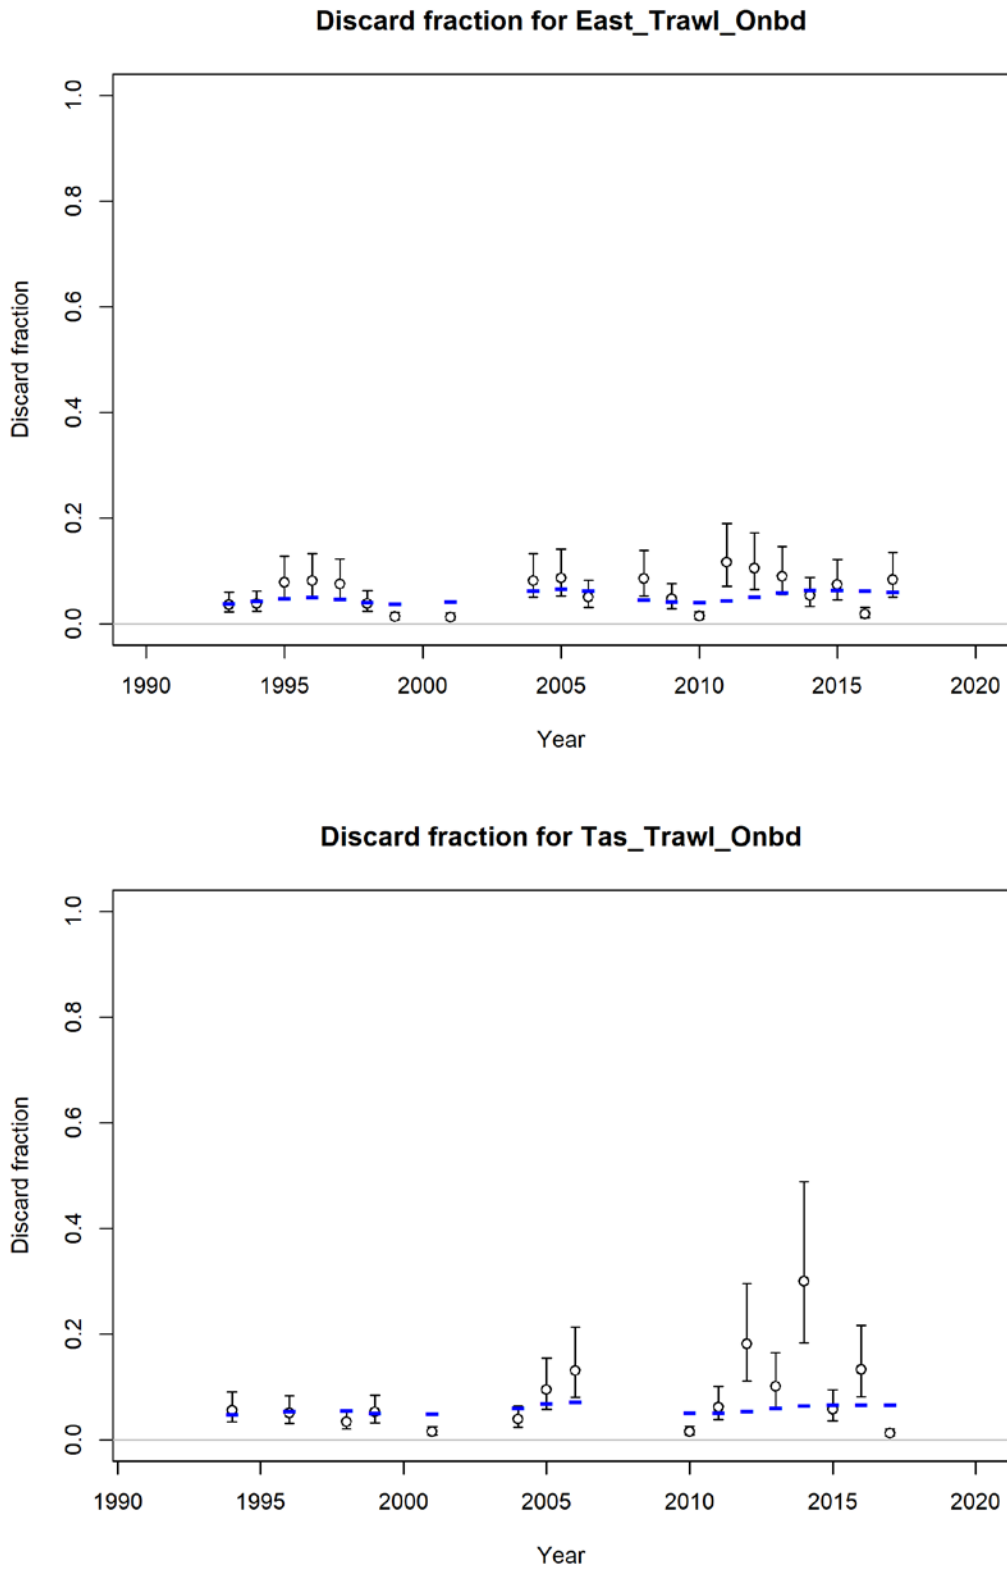 Discard fraction for East_Trawl_Onbd
1.0
0.8
0.6
0.4
0.2
0.0
Discard fraction
1990 1995 2000 2005 2010 2015 2020
Year
Discard fraction for Tas_Trawl_Onbd
1.0
0.8
0.6
0.4
0.2
0.0
Discard fraction
1990 1995 2000 2005 2010 2015 2020
Year